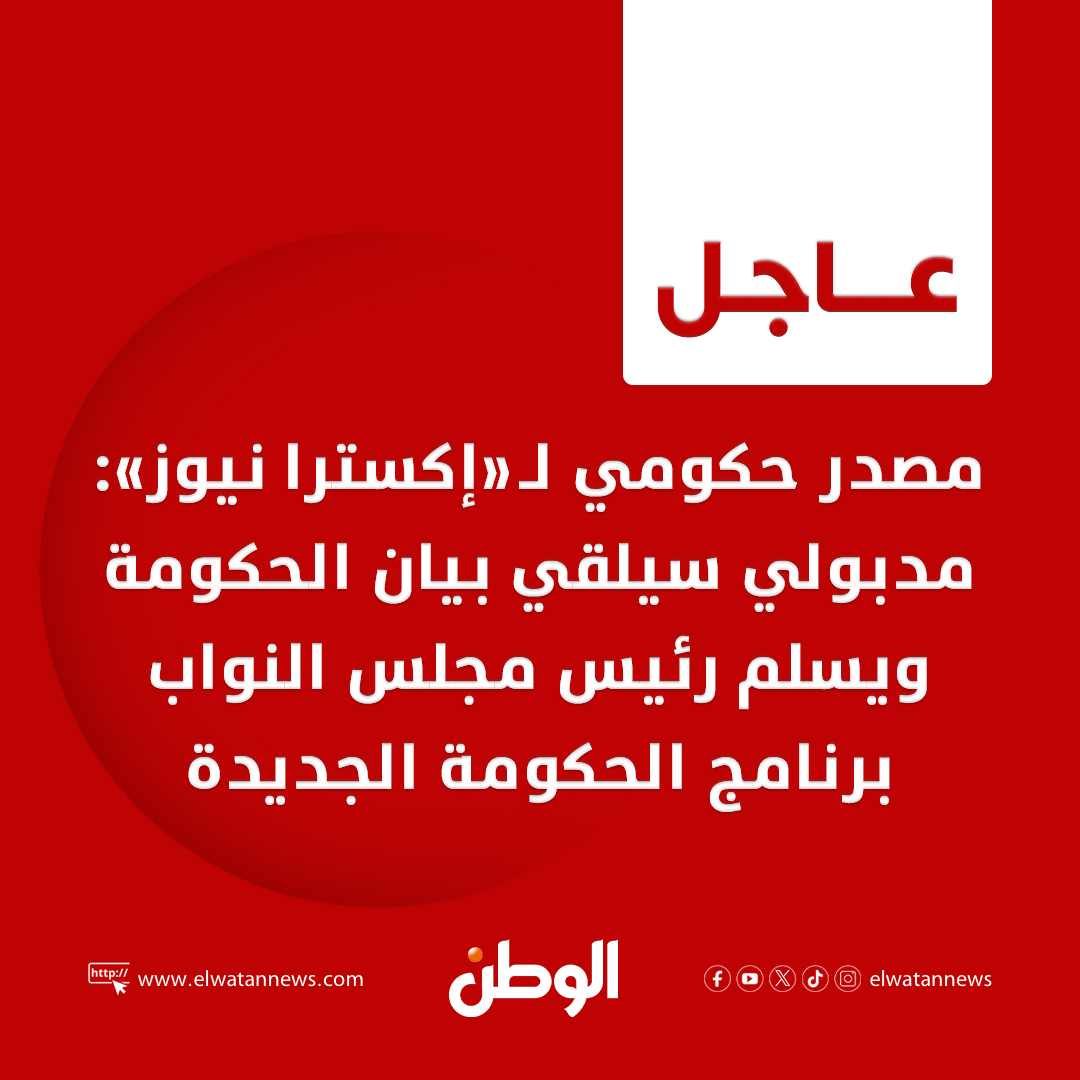 عاجل
مصدر حكومي لـ«إكسترا نيوز»:
مدبولي سيلقي بيان الحكومة
ويسلم رئيس مجلس النواب
برنامج الحكومة الجديدة
http:// www.elwatannews.com
الوطن
elwatannews